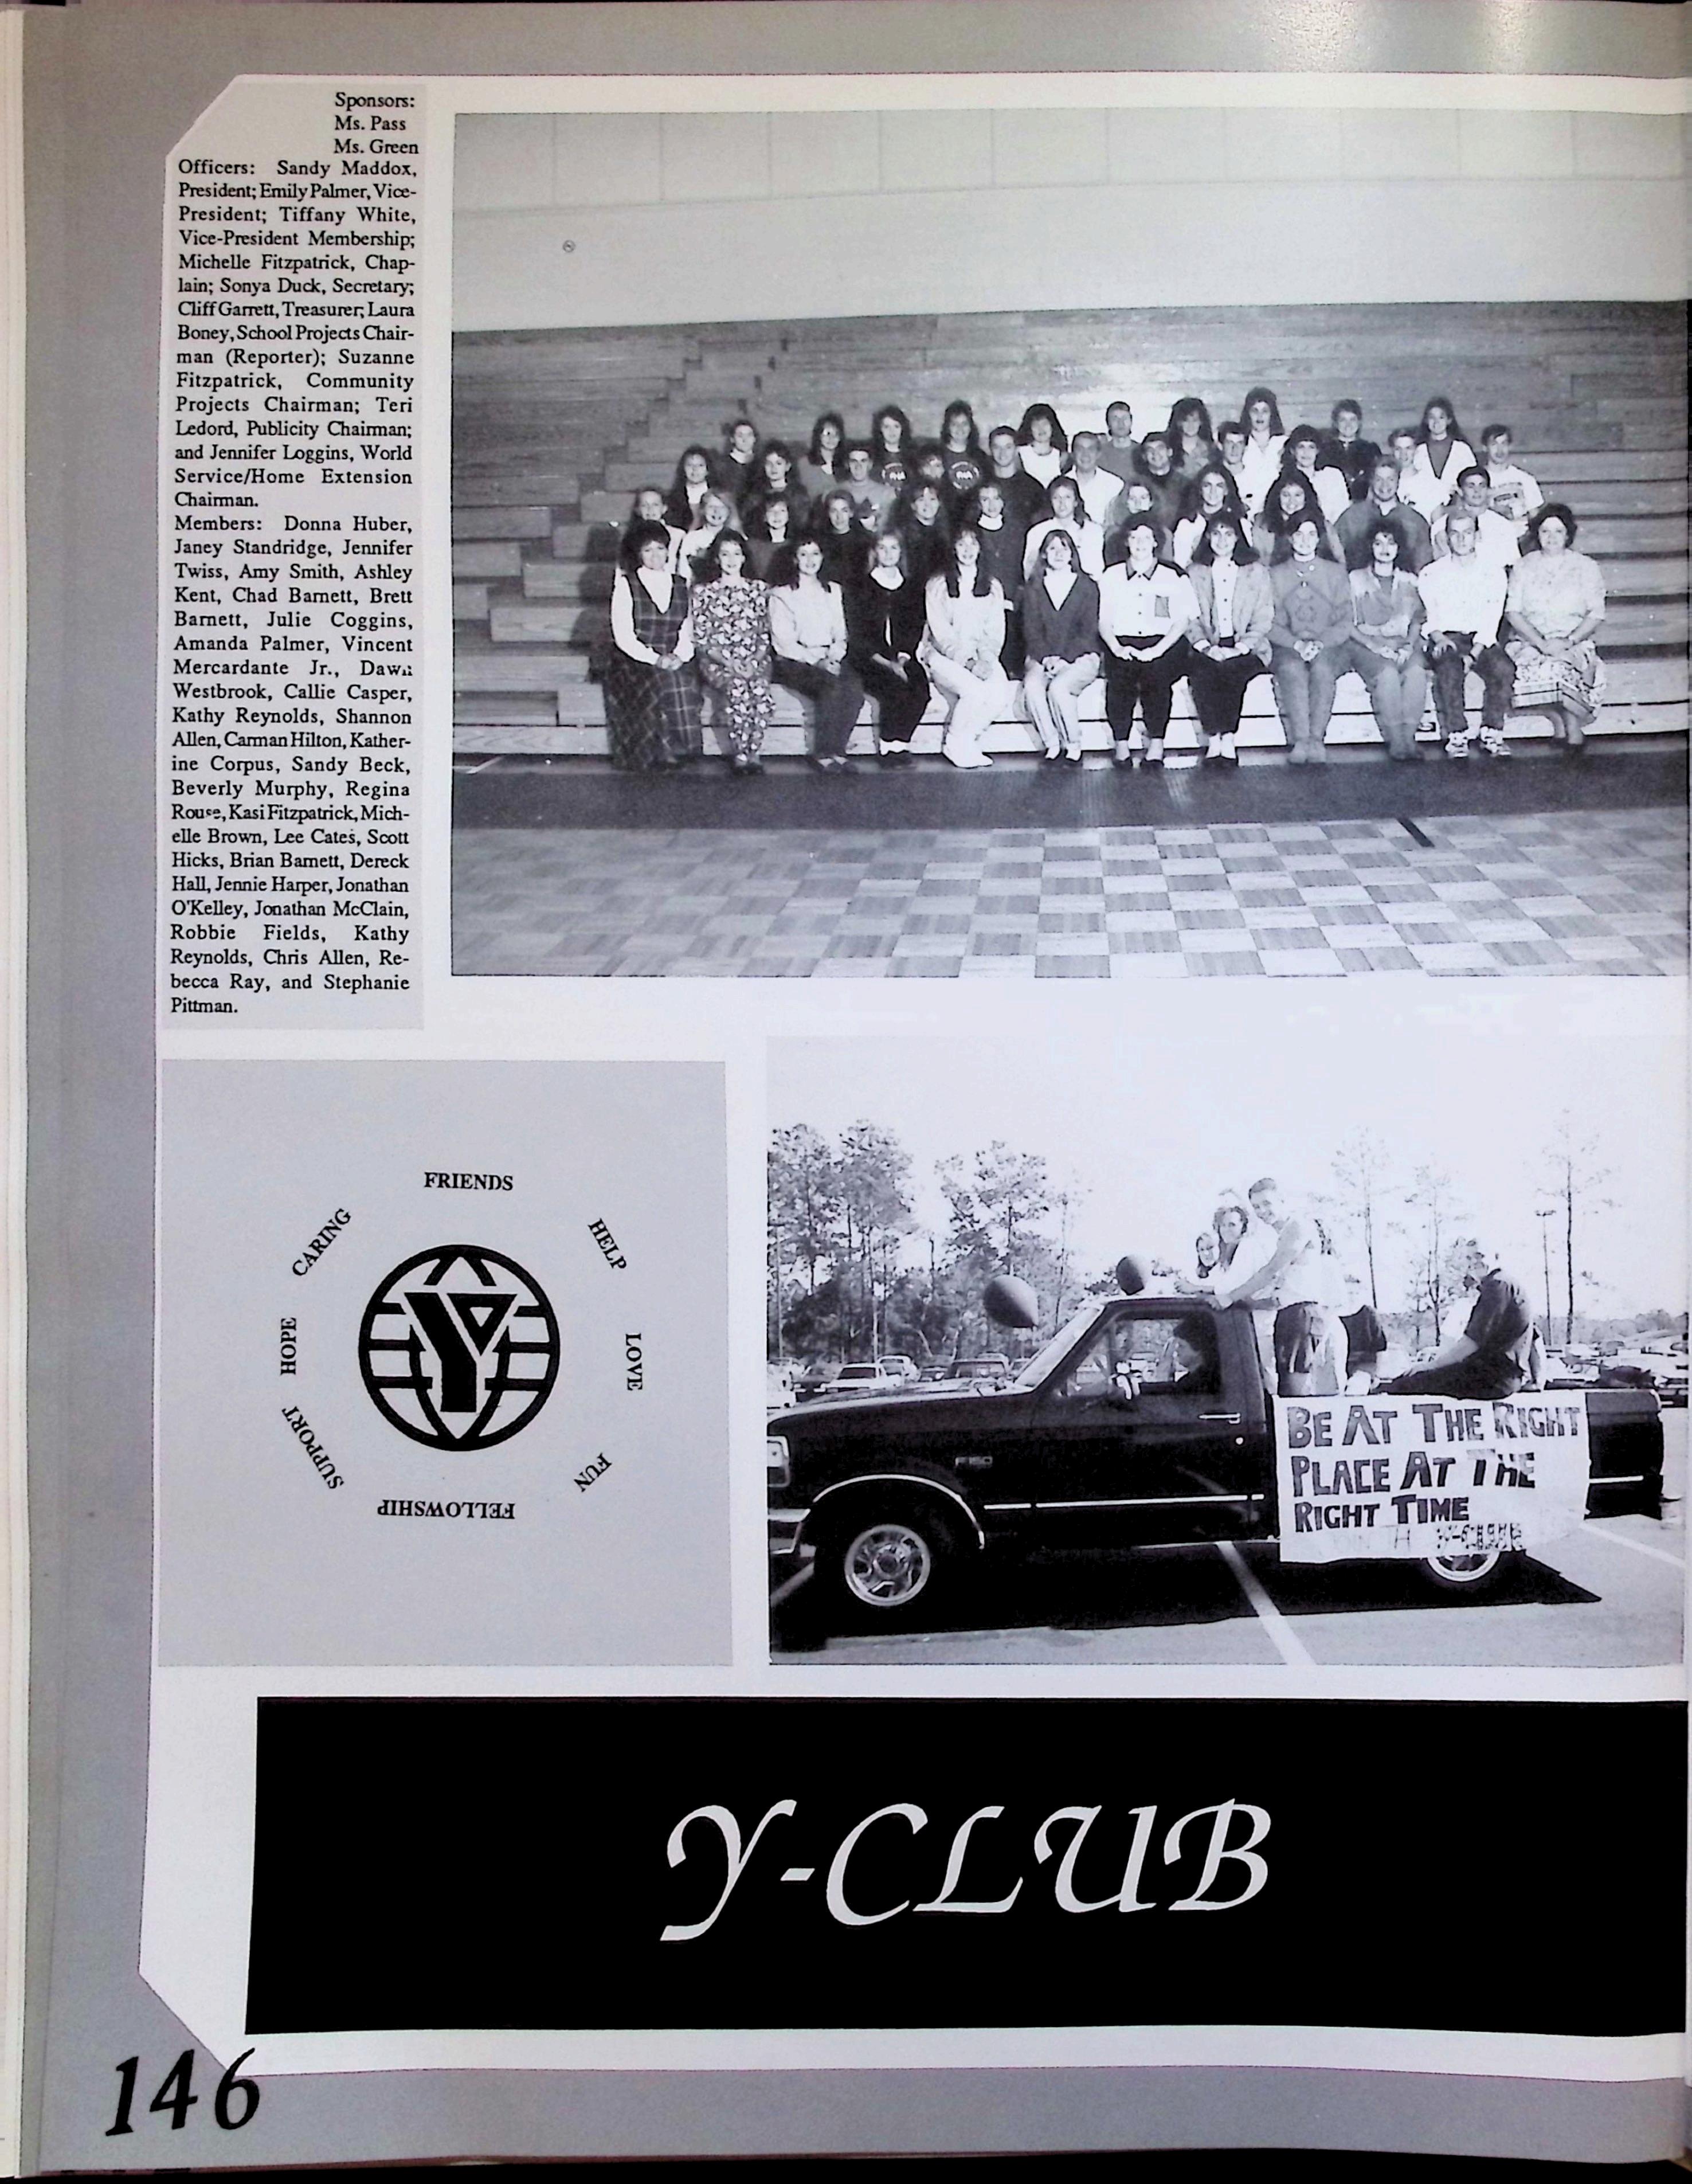 Sponsors:
Ms. Pass
Ms. Green
Officers: Sandy Maddox,
President; Emily Palmer, Vice-
President; Tiffany White,
Vice-President Membership;
Michelle Fitzpatrick, Chap-
lain; Sonya Duck, Secretary;
Cliff Garrett, Treasurer; Laura
Boney, School Projects Chair-
man (Reporter); Suzanne
Fitzpatrick, Community
Projects Chairman; Teri
Ledord, Publicity Chairman;
and Jennifer Loggins, World
Service/Home Extension
Chairman.
Members: Donna Huber,
Janey Standridge, Jennifer
Twiss, Amy Smith, Ashley
Kent, Chad Barnett, Brett
Barnett, Julie Coggins,
Amanda Palmer, Vincent
Mercardante Jr., Dawn
Westbrook, Callie Casper,
Kathy Reynolds, Shannon
Allen, Carman Hilton, Kather-
ine Corpus, Sandy Beck,
Beverly Murphy, Regina
Rouse, Kasi Fitzpatrick, Mich-
elle Brown, Lee Cates, Scott
Hicks, Brian Barnett, Dereck
Hall, Jennie Harper, Jonathan
O'Kelley, Jonathan McClain,
Robbie Fields, Kathy
Reynolds, Chris Allen, Re-
becca Ray, and Stephanie
Pittman.
FRIENDS
HELP
LOVE
FUN
FELLOWSHIP
SUPPORT
HOPE
CARING
Y
F150
BE AT THE RIGHT
PLACE AT THE
RIGHT TIME
Y-CLUB
Y-CLUB
146